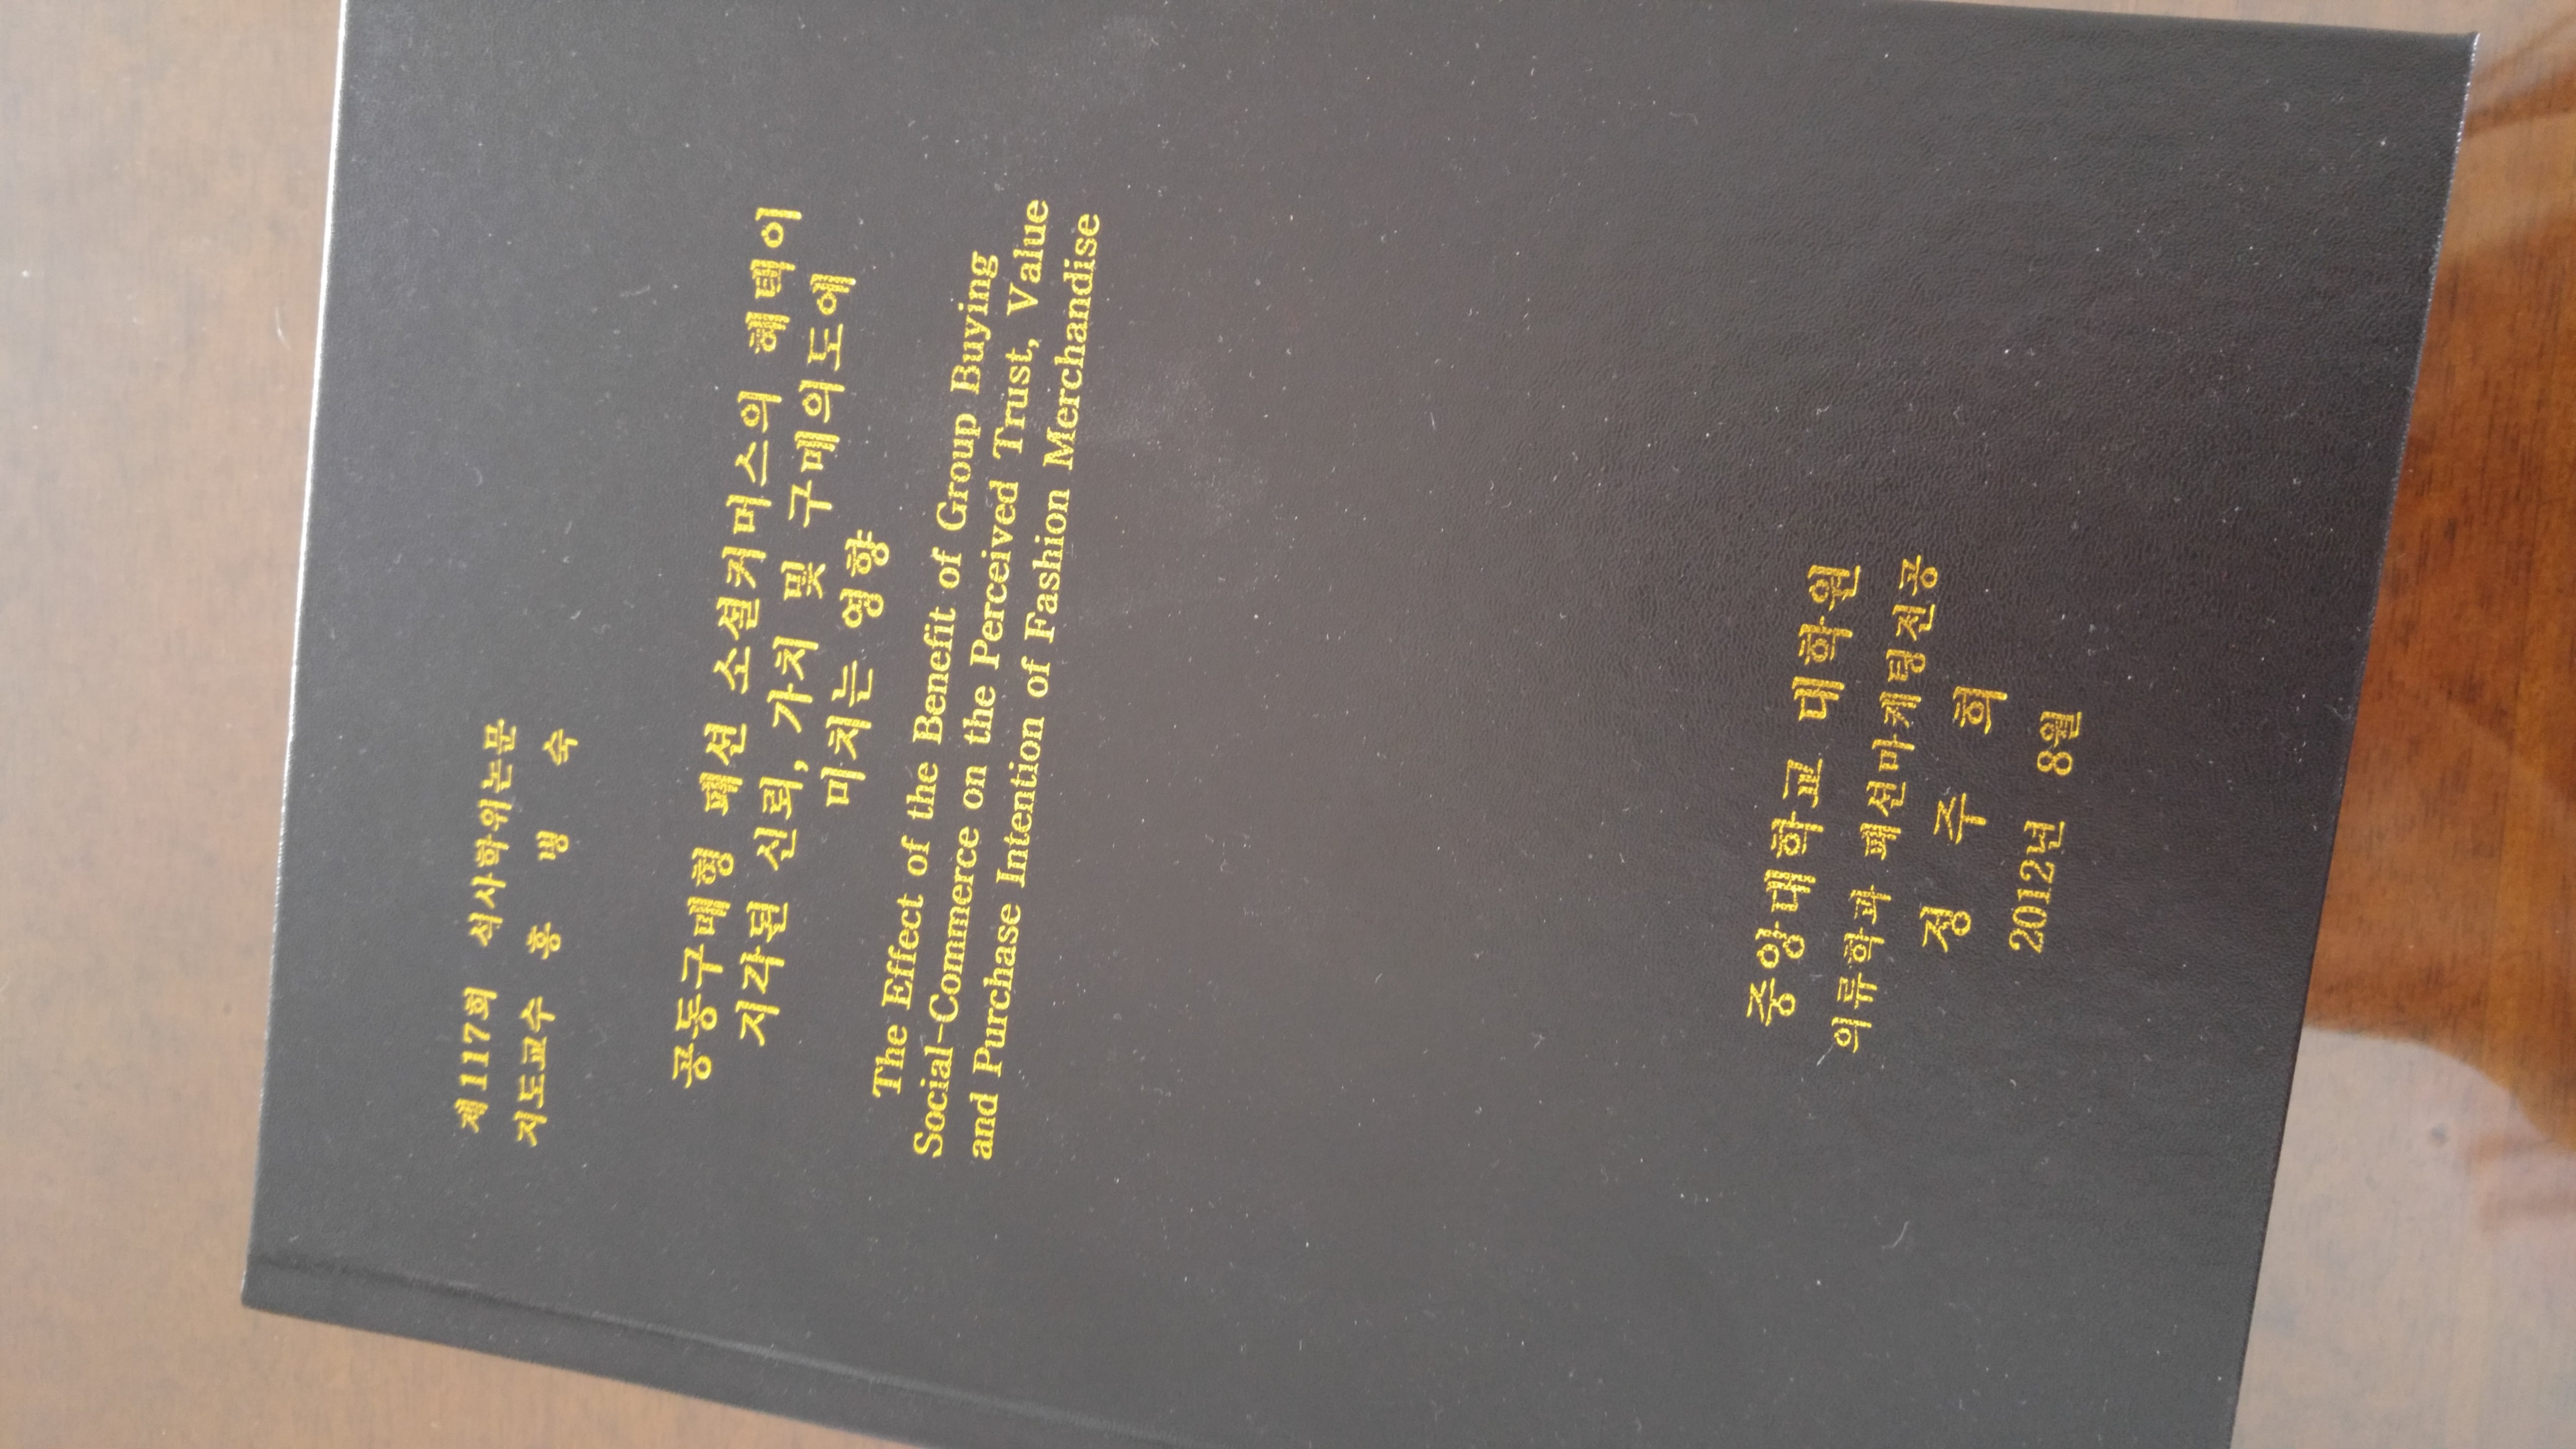 제117회 석사학위논문
지도교수 홍 병 숙
공동구매형 패션 소셜커머스의 혜택이
지각된 신뢰, 가치 및 구매의도에
미치는 영향
The Effect of the Benefit of Group Buying
Social-Commerce on the Perceived Trust, Value
and Purchase Intention of Fashion Merchandise
중앙대학교 대학원
의류학과 패션마케팅전공
정 주 희
2012년 8월